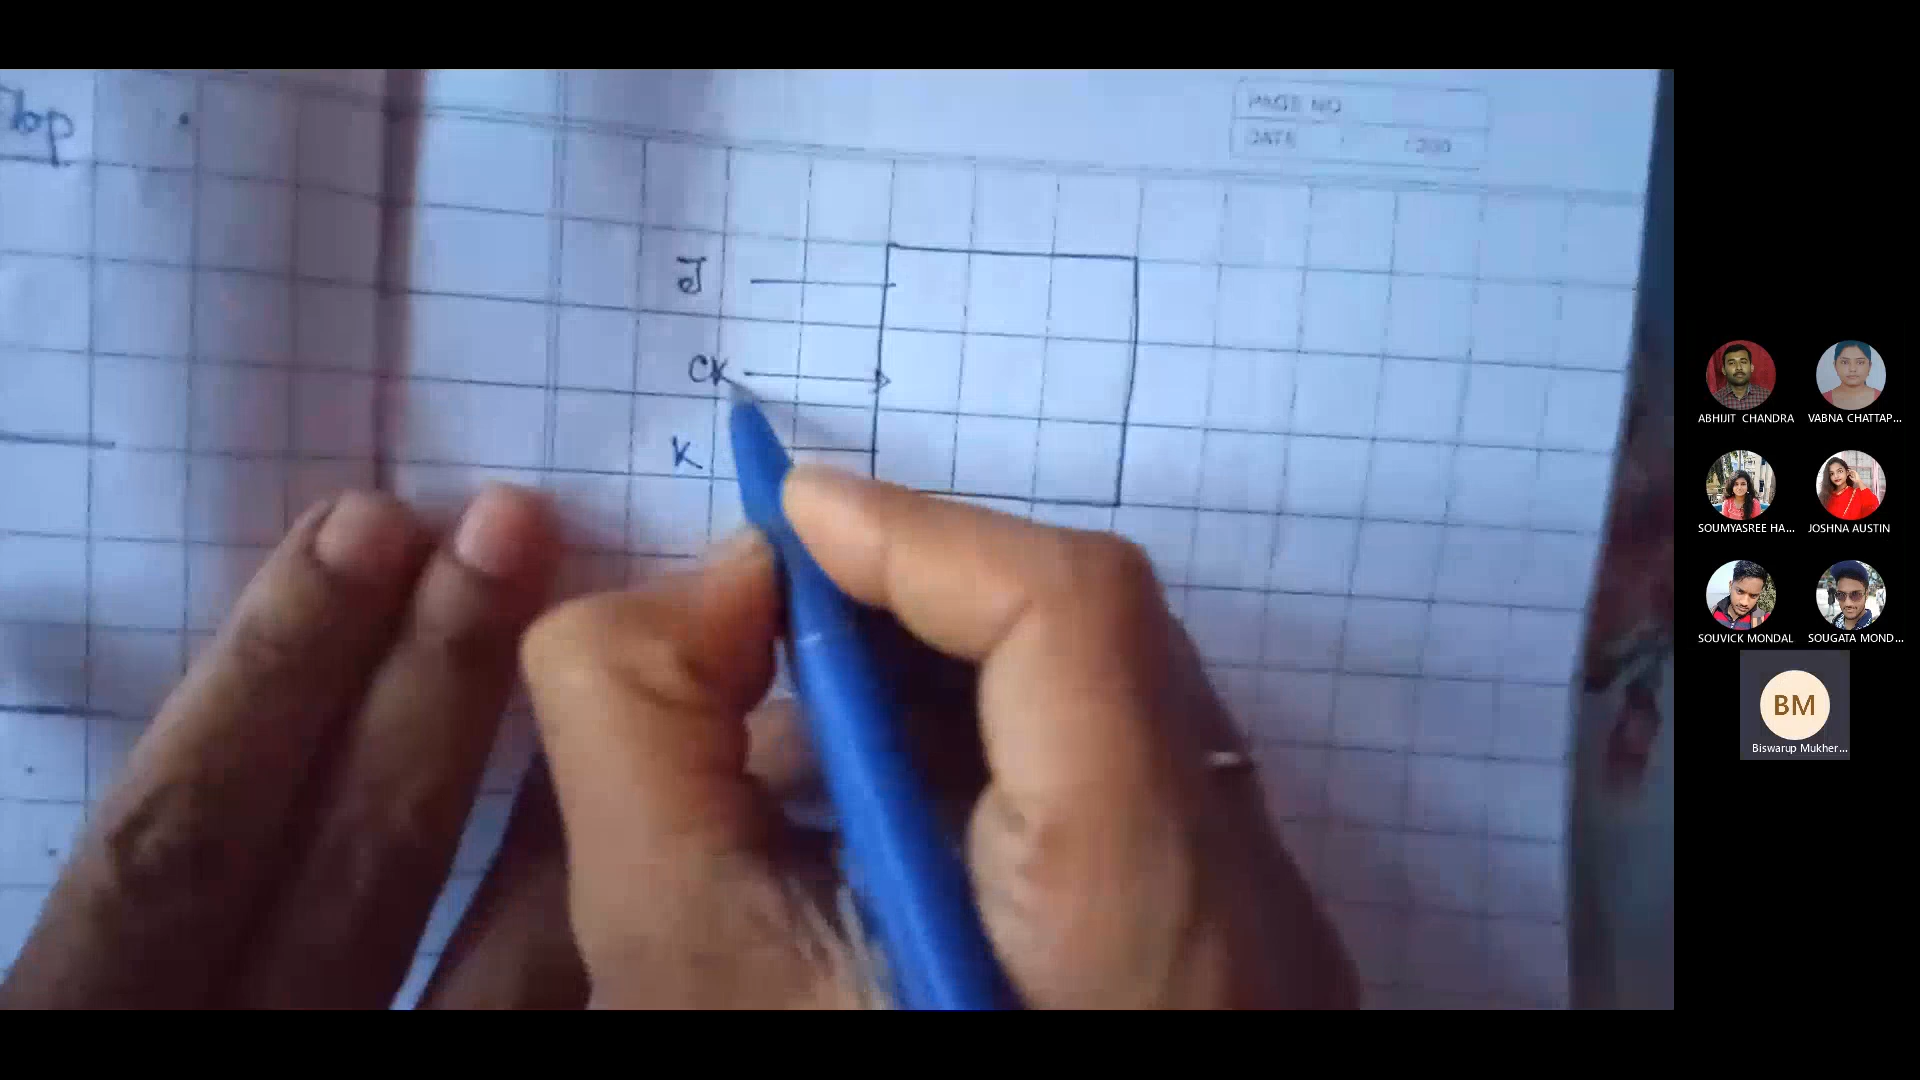 PAGE NO
DATE 200
J
CK
K
ABHIJIT CHANDRA
VABNA CHATTAP...
SOUMYASREE HA...
JOSHNA AUSTIN
SOUVICK MONDAL
SOUGATA MOND...
BM
Biswarup Mukher...